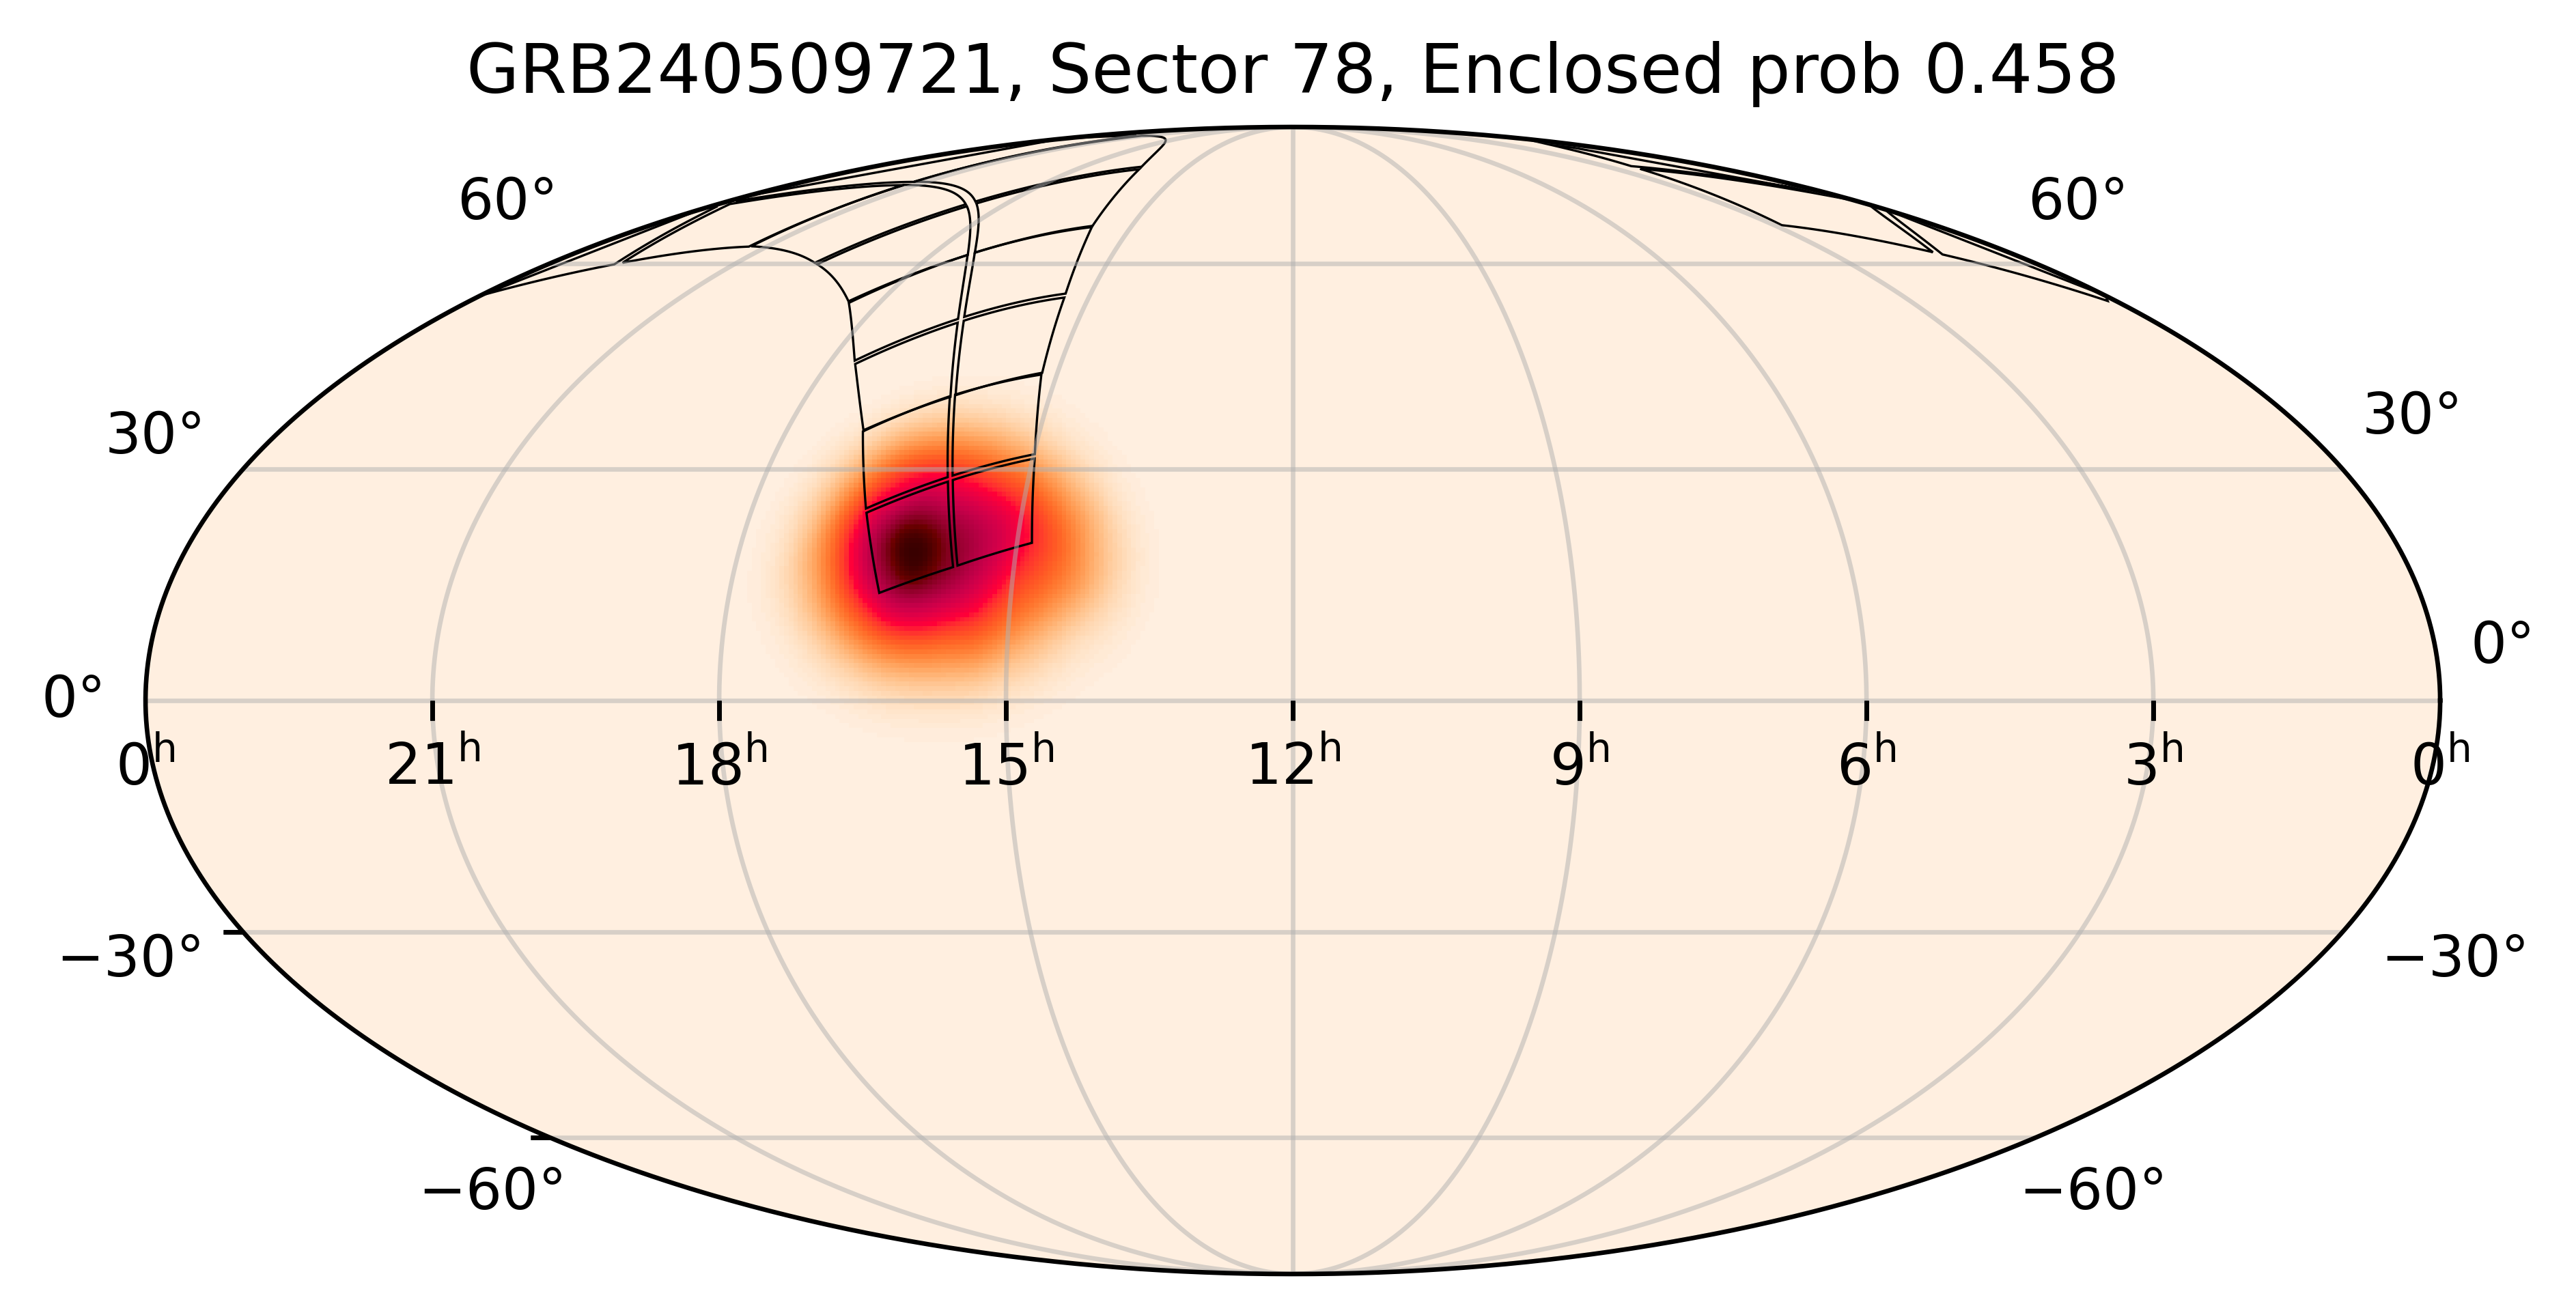 GRB240509721, Sector 78, Enclosed prob 0.458
60° 60°
30° 30°
0° 0°
0ʰ 21ʰ 18ʰ 15ʰ 12ʰ 9ʰ 6ʰ 3ʰ 0ʰ
−30° −30°
−60° −60°